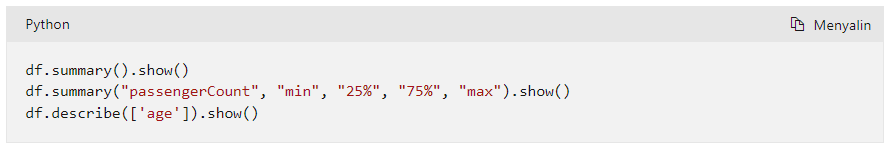 Python
Menyalin
df.summary().show()
df.summary("passengerCount", "min", "25%", "75%", "max").show()
df.describe(['age']).show()